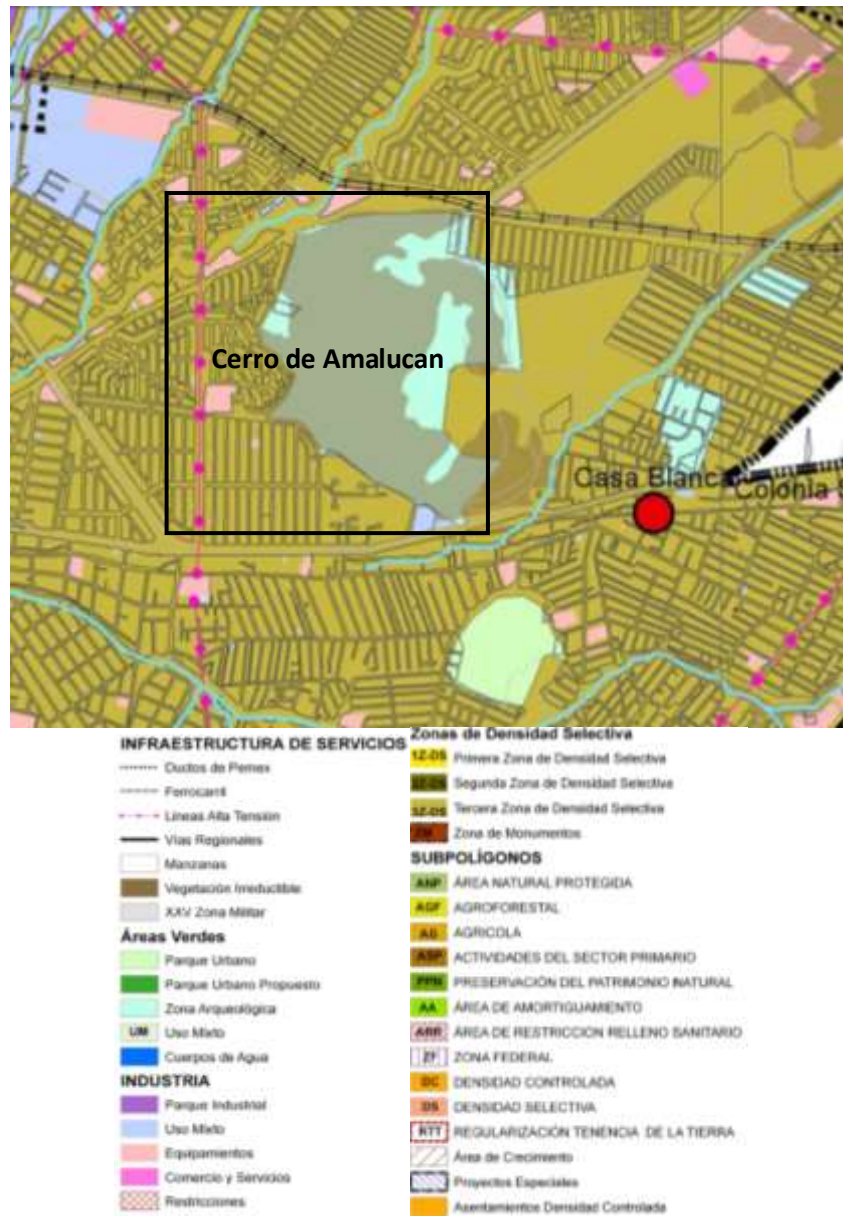 Cerro de Amalucan
Casa Blanca
Colonia S
INFRAESTRUCTURA DE SERVICIOS
Ductos de Pemex
Ferrocarril
Líneas Alta Tensión
Vías Regionales
Manzanas
Vegetación Irreductible
XXV Zona Militar
Áreas Verdes
Parque Urbano
Parque Urbano Propuesto
Zona Arqueológica
UM Uso Mixto
Cuerpos de Agua
INDUSTRIA
Parque Industrial
Uso Mixto
Equipamientos
Comercio y Servicios
Restricciones
Zonas de Densidad Selectiva
1Z-DS Primera Zona de Densidad Selectiva
2Z-DS Segunda Zona de Densidad Selectiva
3Z-DS Tercera Zona de Densidad Selectiva
ZM Zona de Monumentos
SUBPOLÍGONOS
ANP ÁREA NATURAL PROTEGIDA
AGF AGROFORESTAL
AG AGRICOLA
ASP ACTIVIDADES DEL SECTOR PRIMARIO
PPN PRESERVACIÓN DEL PATRIMONIO NATURAL
AA ÁREA DE AMORTIGUAMIENTO
ARR ÁREA DE RESTRICCION RELLENO SANITARIO
ZF ZONA FEDERAL
DC DENSIDAD CONTROLADA
DS DENSIDAD SELECTIVA
RTT REGULARIZACIÓN TENENCIA DE LA TIERRA
Área de Crecimiento
Proyectos Especiales
Asentamientos Densidad Controlada